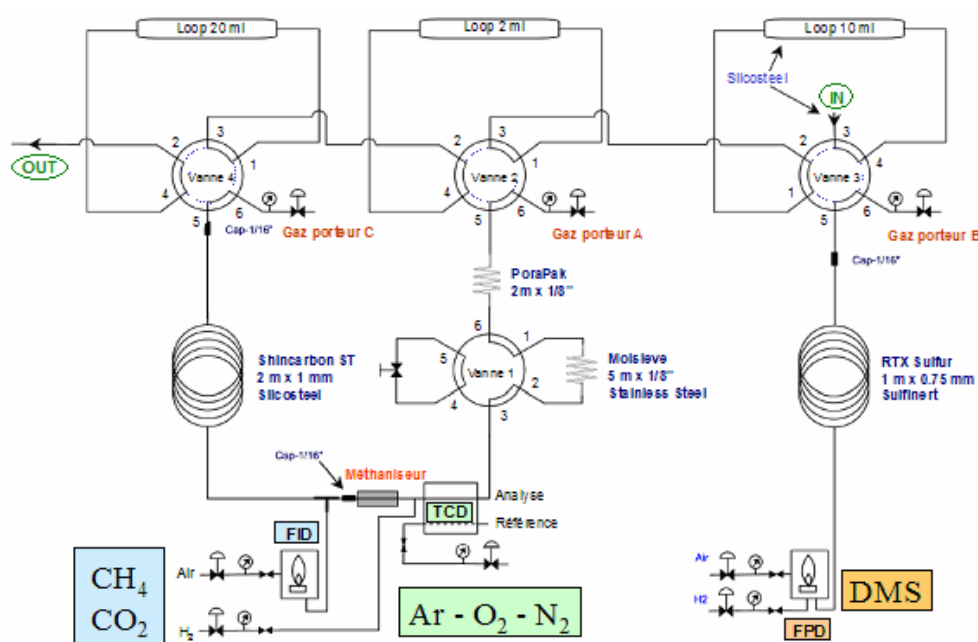 Loop 20 ml
Loop 2 ml
Loop 10 ml
Silcosteel
IN
OUT
2
3
1
4
5
6
Vanne 4
2
3
1
4
5
6
Vanne 2
2
3
4
1
5
6
Vanne 3
Cap-1/16"
Gaz porteur C
Gaz porteur A
Gaz porteur B
Cap-1/16"
PoraPak
2m x 1/8"
6
1
5
2
4
3
Vanne 1
Shincarbon ST
2 m x 1 mm
Silcosteel
Molsieve
5 m x 1/8"
Stainless Steel
RTX Sulfur
1 m x 0.75 mm
Sulfinert
Cap-1/16"
Méthaniseur
Analyse
TCD
Référence
FID
Air
H2
CH4
CO2
Ar - O2 - N2
Air
H2
FPD
DMS